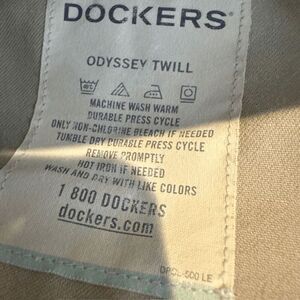 DOCKERS®
ODYSSEY TWILL
MACHINE WASH WARM
DURABLE PRESS CYCLE
ONLY NON-CHLORINE BLEACH IF NEEDED
TUMBLE DRY DURABLE PRESS CYCLE
REMOVE PROMPTLY
HOT IRON IF NEEDED
WASH AND DRY WITH LIKE COLORS
1 800 DOCKERS
dockers.com